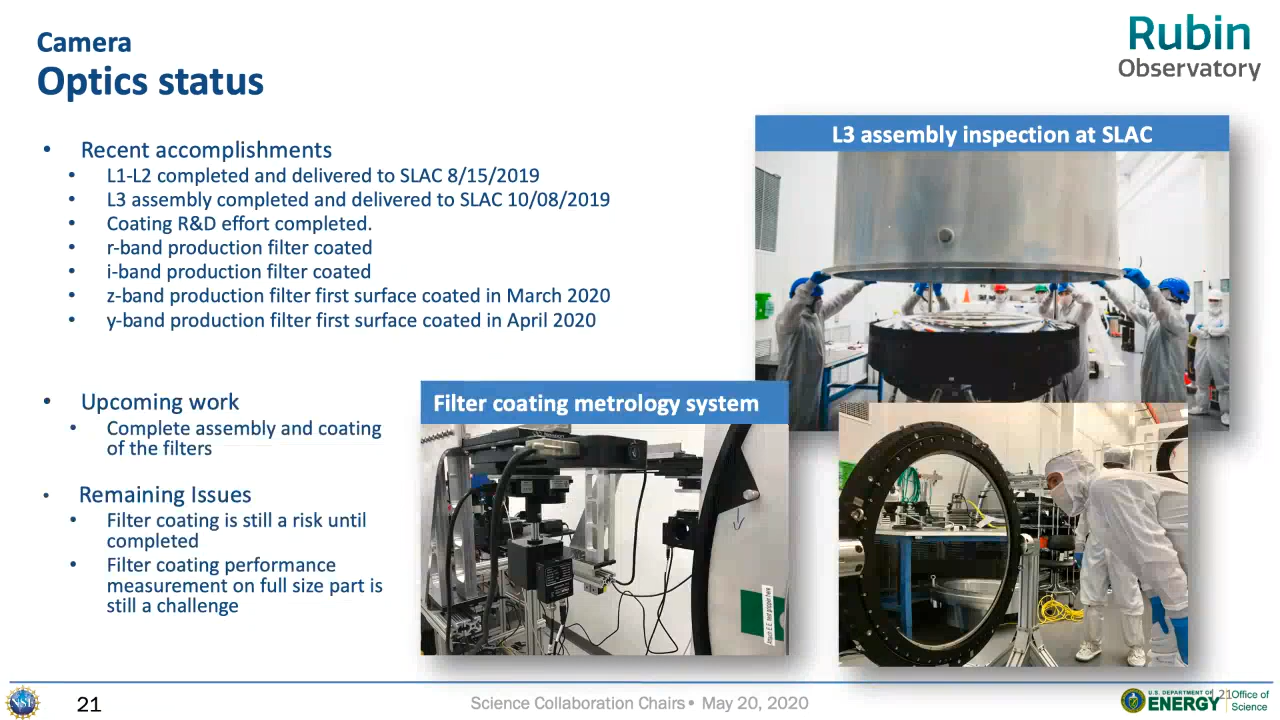 Camera
Optics status
Rubin
Observatory
• Recent accomplishments
• L1-L2 completed and delivered to SLAC 8/15/2019
• L3 assembly completed and delivered to SLAC 10/08/2019
• Coating R&D effort completed.
• r-band production filter coated
• i-band production filter coated
• z-band production filter first surface coated in March 2020
• y-band production filter first surface coated in April 2020
• Upcoming work
• Complete assembly and coating
of the filters
• Remaining Issues
• Filter coating is still a risk until
completed
• Filter coating performance
measurement on full size part is
still a challenge
L3 assembly inspection at SLAC
Filter coating metrology system
NSF
21
Science Collaboration Chairs • May 20, 2020
U.S. DEPARTMENT OF
ENERGY
21
Office of
Science